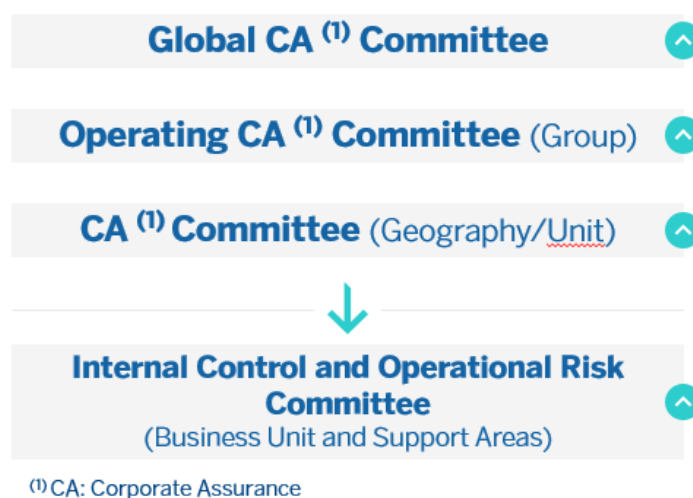 Global CA (1) Committee
Operating CA (1) Committee (Group)
CA (1) Committee (Geography/Unit)
Internal Control and Operational Risk
Committee
(Business Unit and Support Areas)
(1) CA: Corporate Assurance